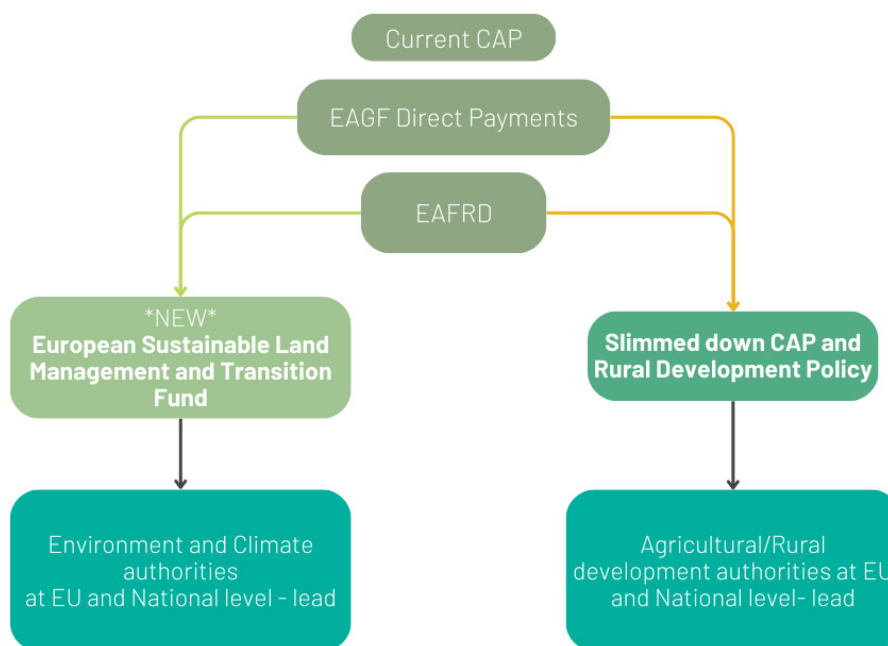 Current CAP
EAGF Direct Payments
EAFRD
*NEW*
European Sustainable Land
Management and Transition
Fund
Slimmed down CAP and
Rural Development Policy
Environment and Climate
authorities
at EU and National level - lead
Agricultural/Rural
development authorities at EU
and National level- lead